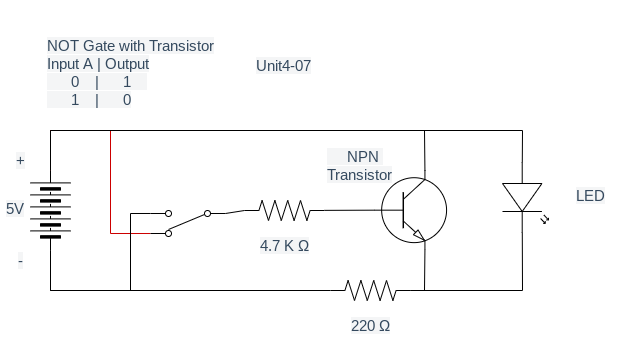 NOT Gate with Transistor
Input A | Output
0 | 1
1 | 0
Unit4-07
+
5V
-
NPN
Transistor
LED
4.7 K Ω
220 Ω